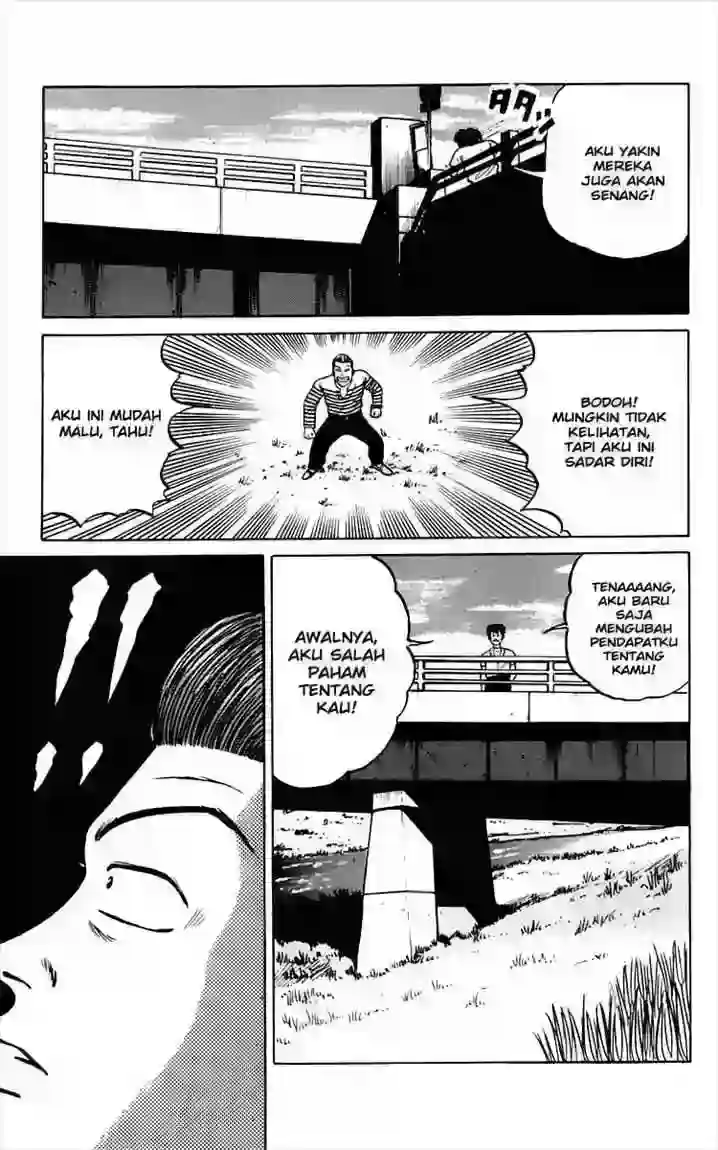 AKU YAKIN
MEREKA
JUGA AKAN
SENANG!
BODOH!
MUNGKIN TIDAK
KELIHATAN,
TAPI AKU INI
SADAR DIRI!
AKU INI MUDAH
MALU, TAHU!
TENAAAANG,
AKU BARU
SAJA
MENGUBAH
PENDAPATKU
TENTANG
KAMU!
AWALNYA,
AKU SALAH
PAHAM
TENTANG
KAU!